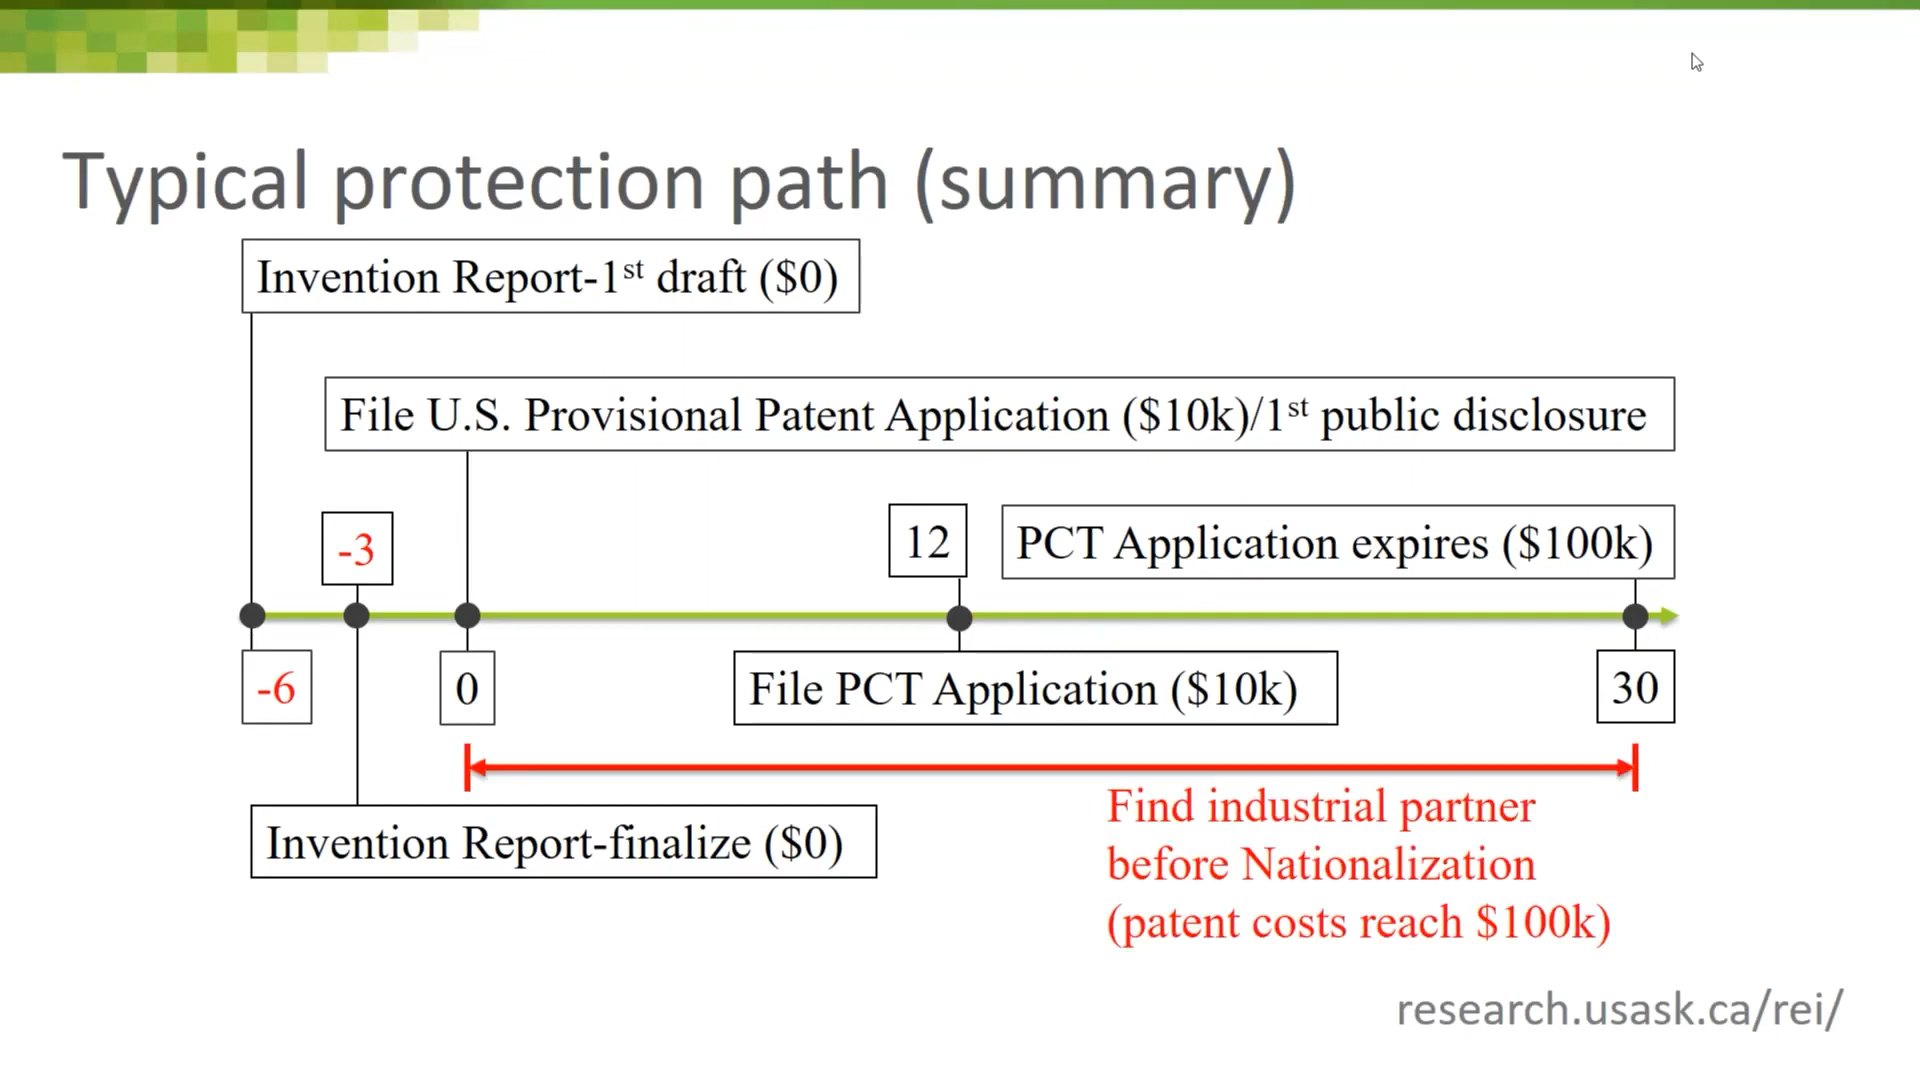 Typical protection path (summary)
Invention Report-1st draft ($0)
File U.S. Provisional Patent Application ($10k)/1st public disclosure
-3
12
PCT Application expires ($100k)
-6
0
File PCT Application ($10k)
30
Invention Report-finalize ($0)
Find industrial partner
before Nationalization
(patent costs reach $100k)
research.usask.ca/rei/